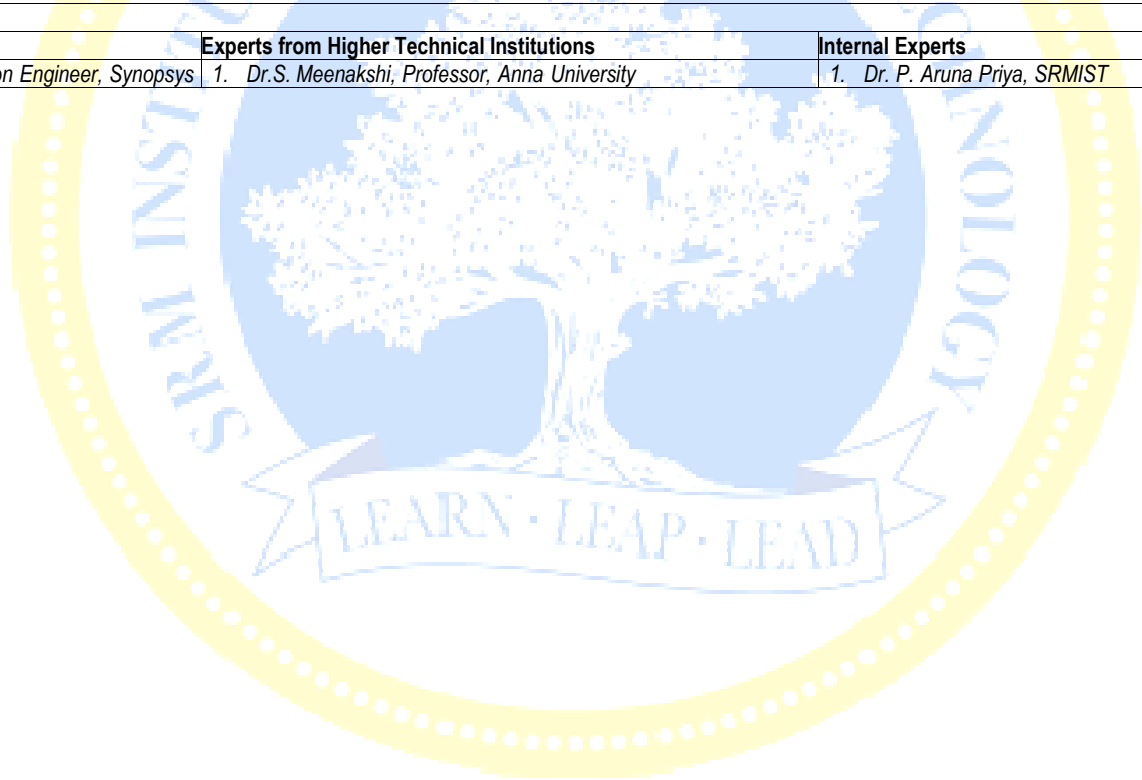 Experts from Higher Technical Institutions Internal Experts
Engineer, Synopsys 1. Dr.S. Meenakshi, Professor, Anna University 1. Dr. P. Aruna Priya, SRMIST
SRM
LEARN · LEAP · LEAD